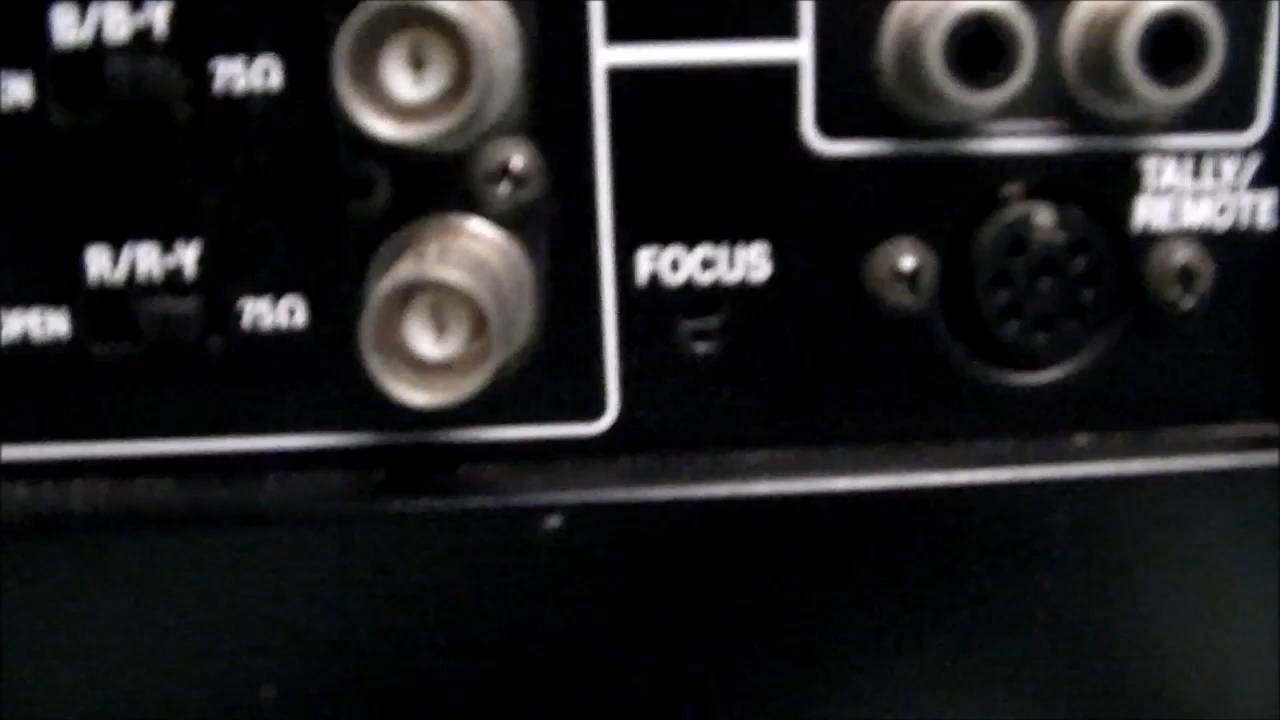 B/B-Y
75Ω
TALLY/
REMOTE
R/R-Y
FOCUS
OPEN
75Ω